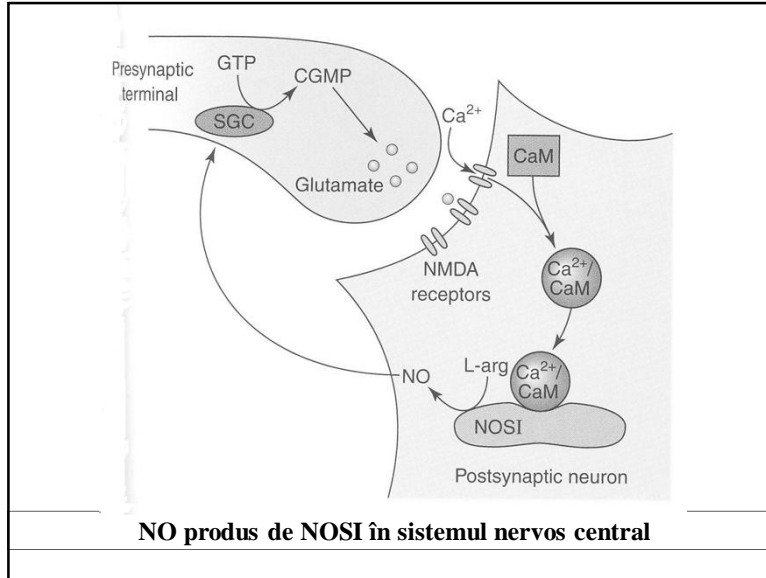 Presynaptic
terminal
GTP
CGMP
SGC
Glutamate
Ca²⁺
CaM
NMDA
receptors
Ca²⁺/
CaM
NO
L-arg
Ca²⁺/
CaM
NOSI
Postsynaptic neuron
NO produs de NOSI în sistemul nervos central